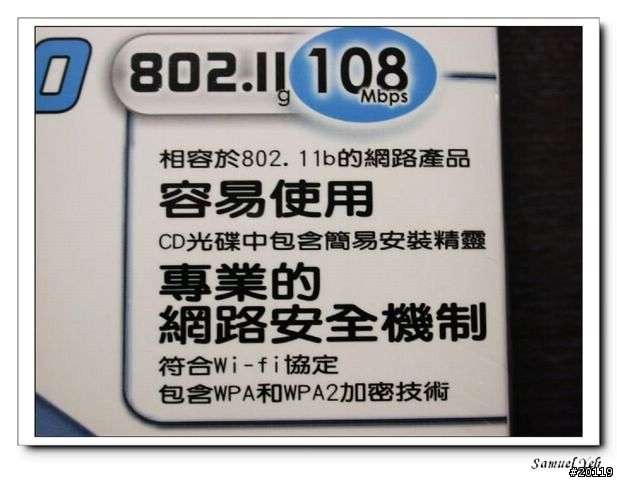 802.11g 108 Mbps
相容於802.11b的網路產品
容易使用
CD光碟中包含簡易安裝精靈
專業的
網路安全機制
符合Wi-fi協定
包含WPA和WPA2加密技術
Samuel Yeh
#20119